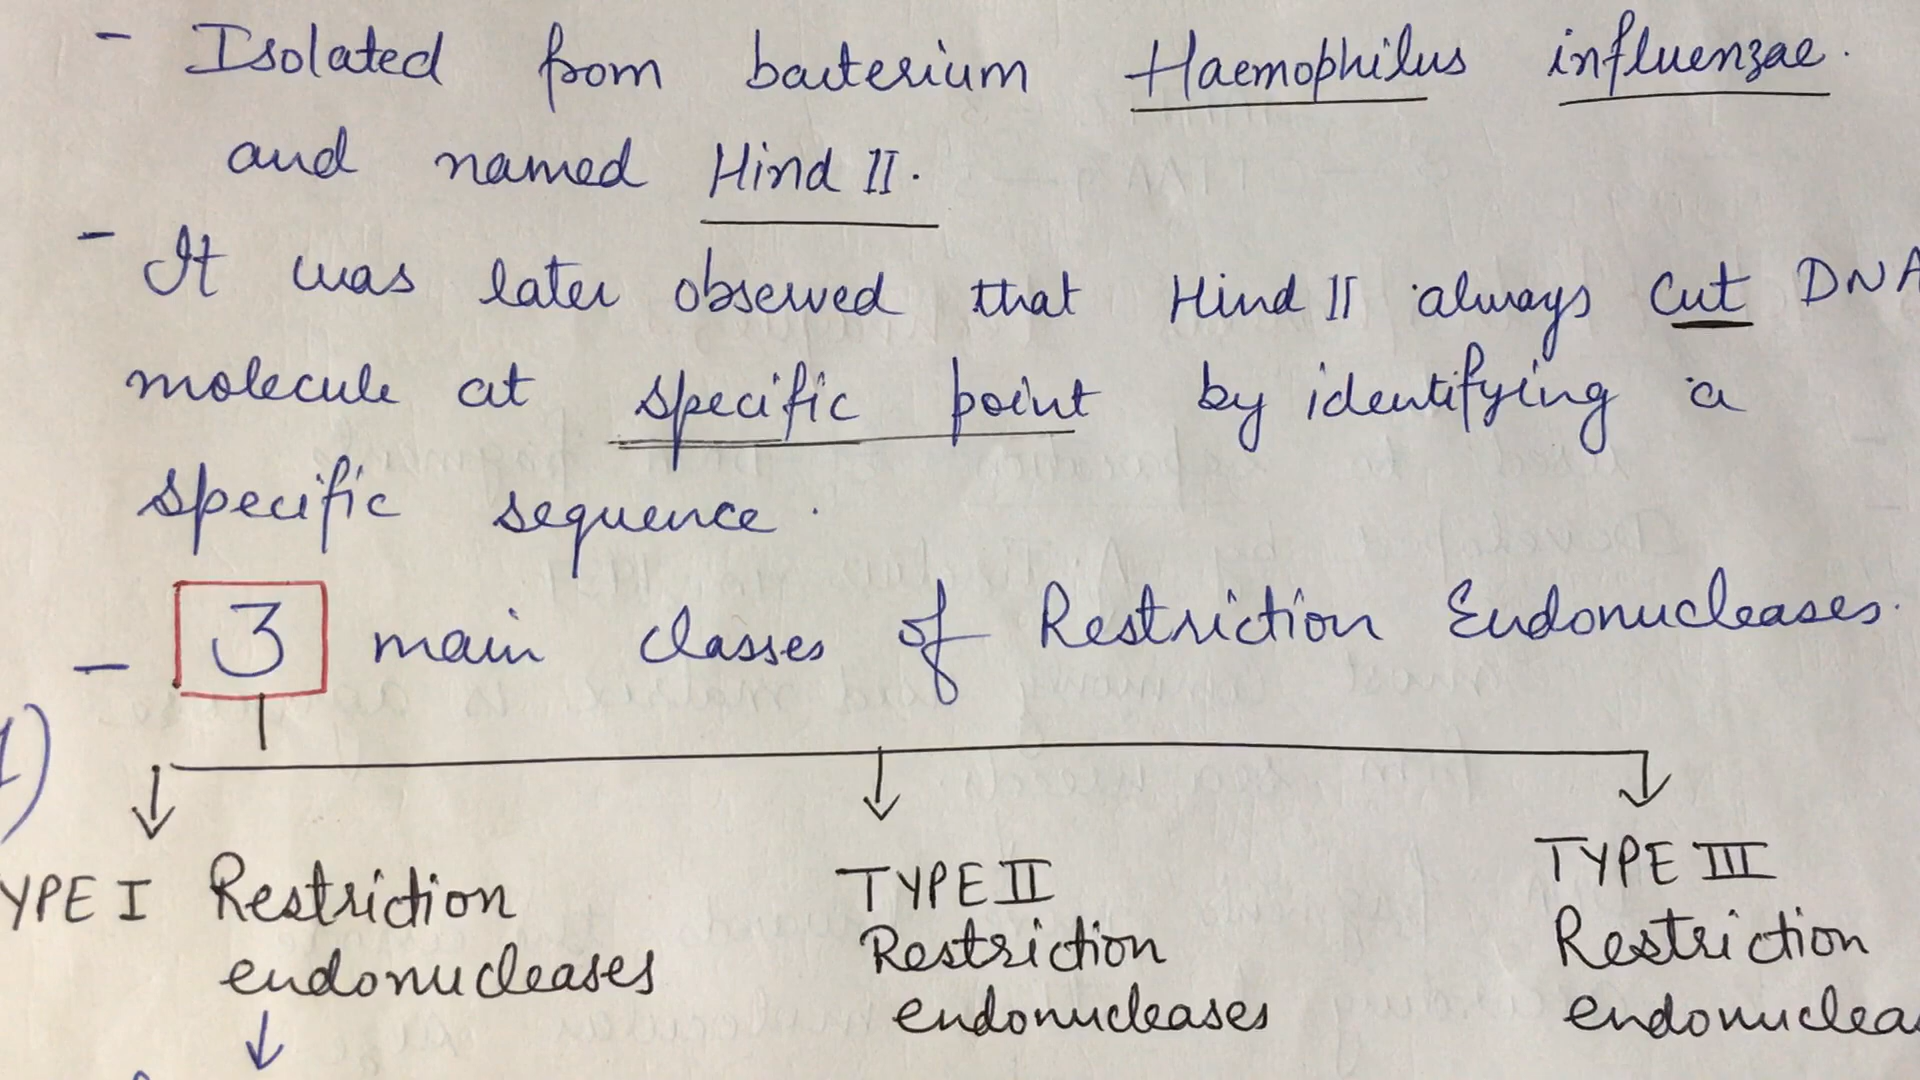 - Isolated from bacterium Haemophilus influenzae.
and named Hind II.
- It was later observed that Hind II always cut DNA
molecule at specific point by identifying a
specific sequence.
- 3 main classes of Restriction Endonucleases.
YPE I Restriction
endonucleases
TYPE II
Restriction
endonucleases
TYPE III
Restriction
endonuclea